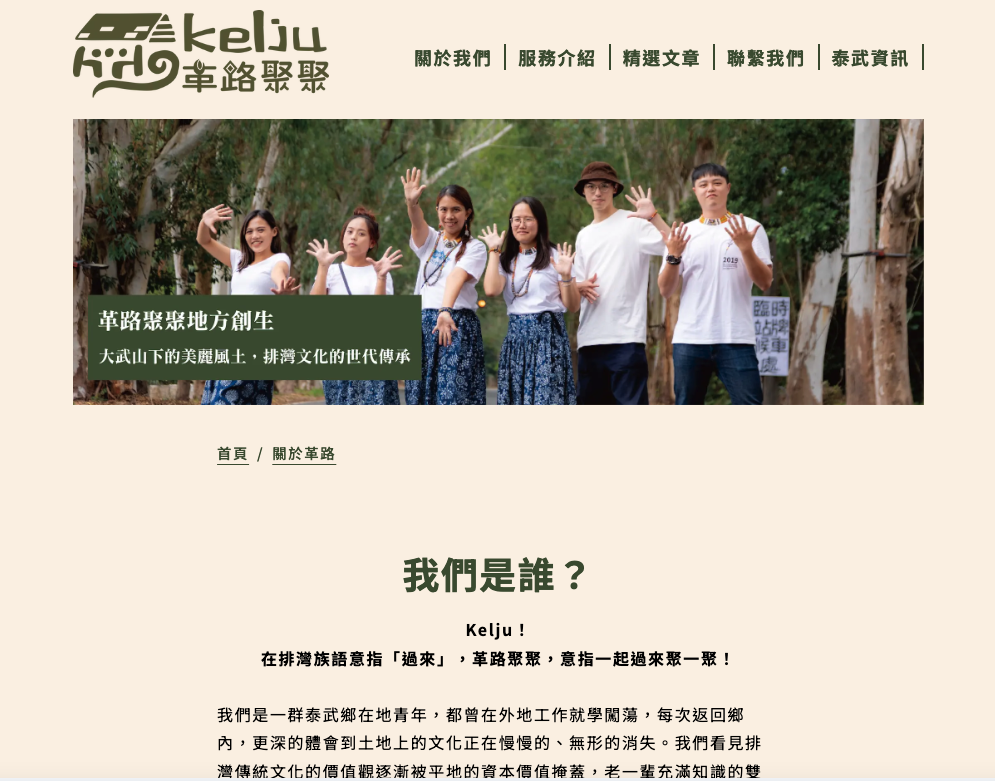 kelju
革路聚聚
關於我們
服務介紹
精選文章
聯繫我們
泰武資訊
2019
臨時
站牌
候車
處
革路聚聚地方創生
大武山下的美麗風土・排灣文化的世代傳承
首頁 / 關於革路
我們是誰？
Kelju！
在排灣族語意指「過來」，革路聚聚，意指一起過來聚一聚！
我們是一群泰武鄉在地青年，都曾在外地工作就學闖蕩，每次返回鄉
內，更深的體會到土地上的文化正在慢慢的、無形的消失。我們看見排
灣傳統文化的價值觀逐漸被平地的資本價值掩蓋，老一輩充滿知識的雙